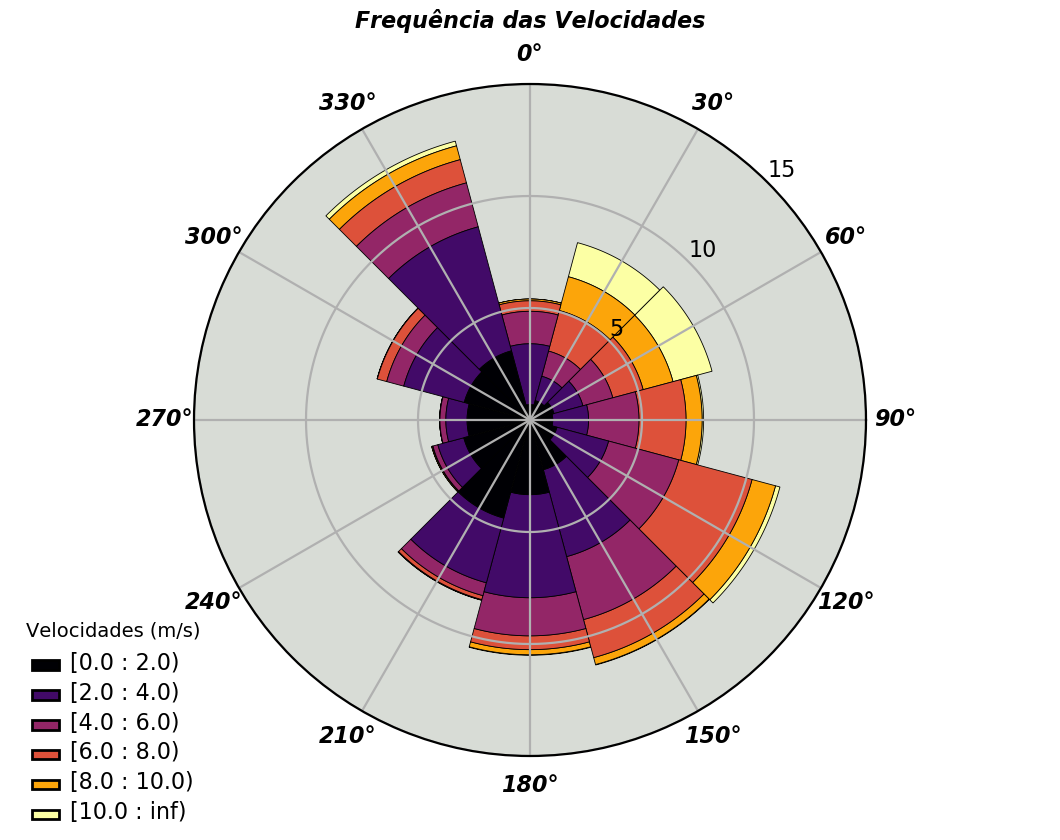 Frequência das Velocidades
0°
330°
30°
15
300°
60°
10
5
270°
90°
240°
120°
210°
150°
180°
Velocidades (m/s)
[0.0 : 2.0)
[2.0 : 4.0)
[4.0 : 6.0)
[6.0 : 8.0)
[8.0 : 10.0)
[10.0 : inf)